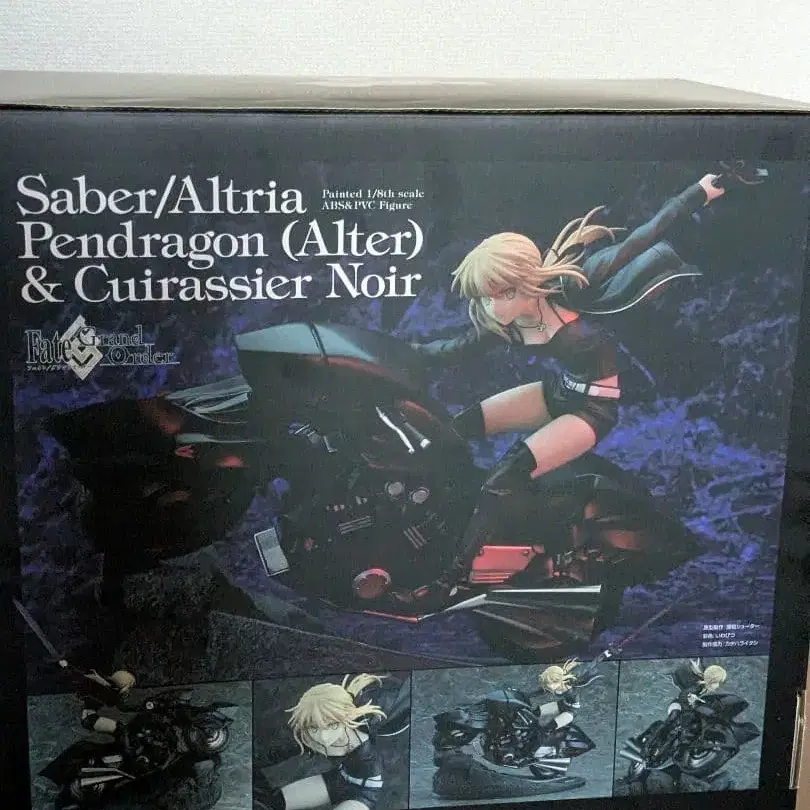 Saber/Altria
Painted 1/8th scale
ABS&PVC Figure
Pendragon (Alter)
& Cuirassier Noir
Fate Grand
Order